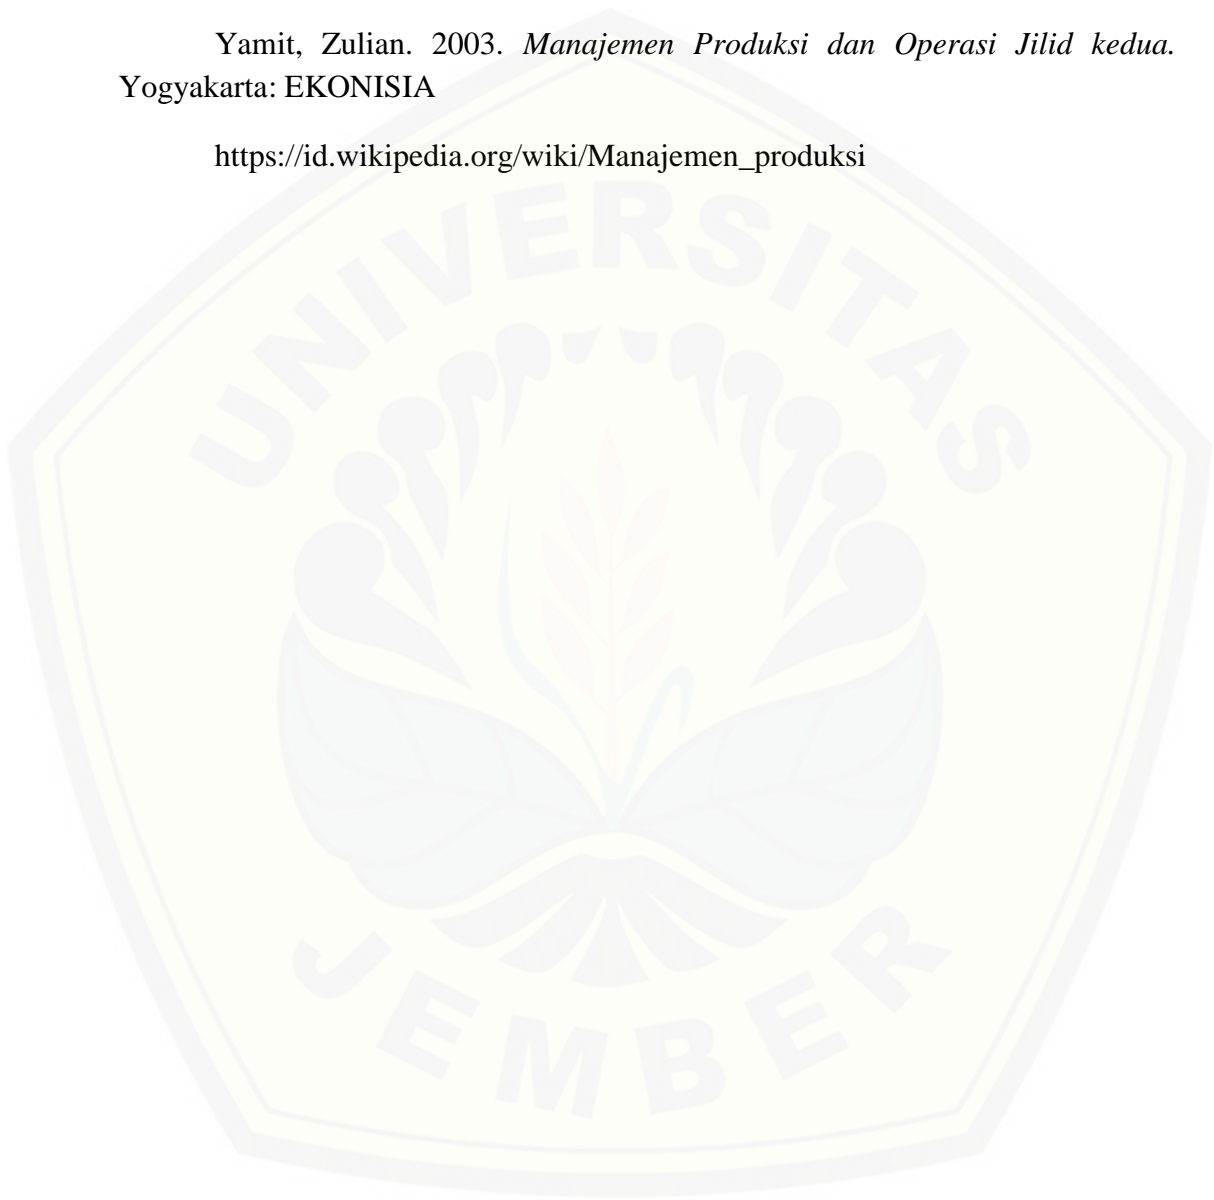 Yamit, Zulian. 2003. Manajemen Produksi dan Operasi Jilid kedua.
Yogyakarta: EKONISIA
https://id.wikipedia.org/wiki/Manajemen_produksi
UNIVERSITAS
JEMBER